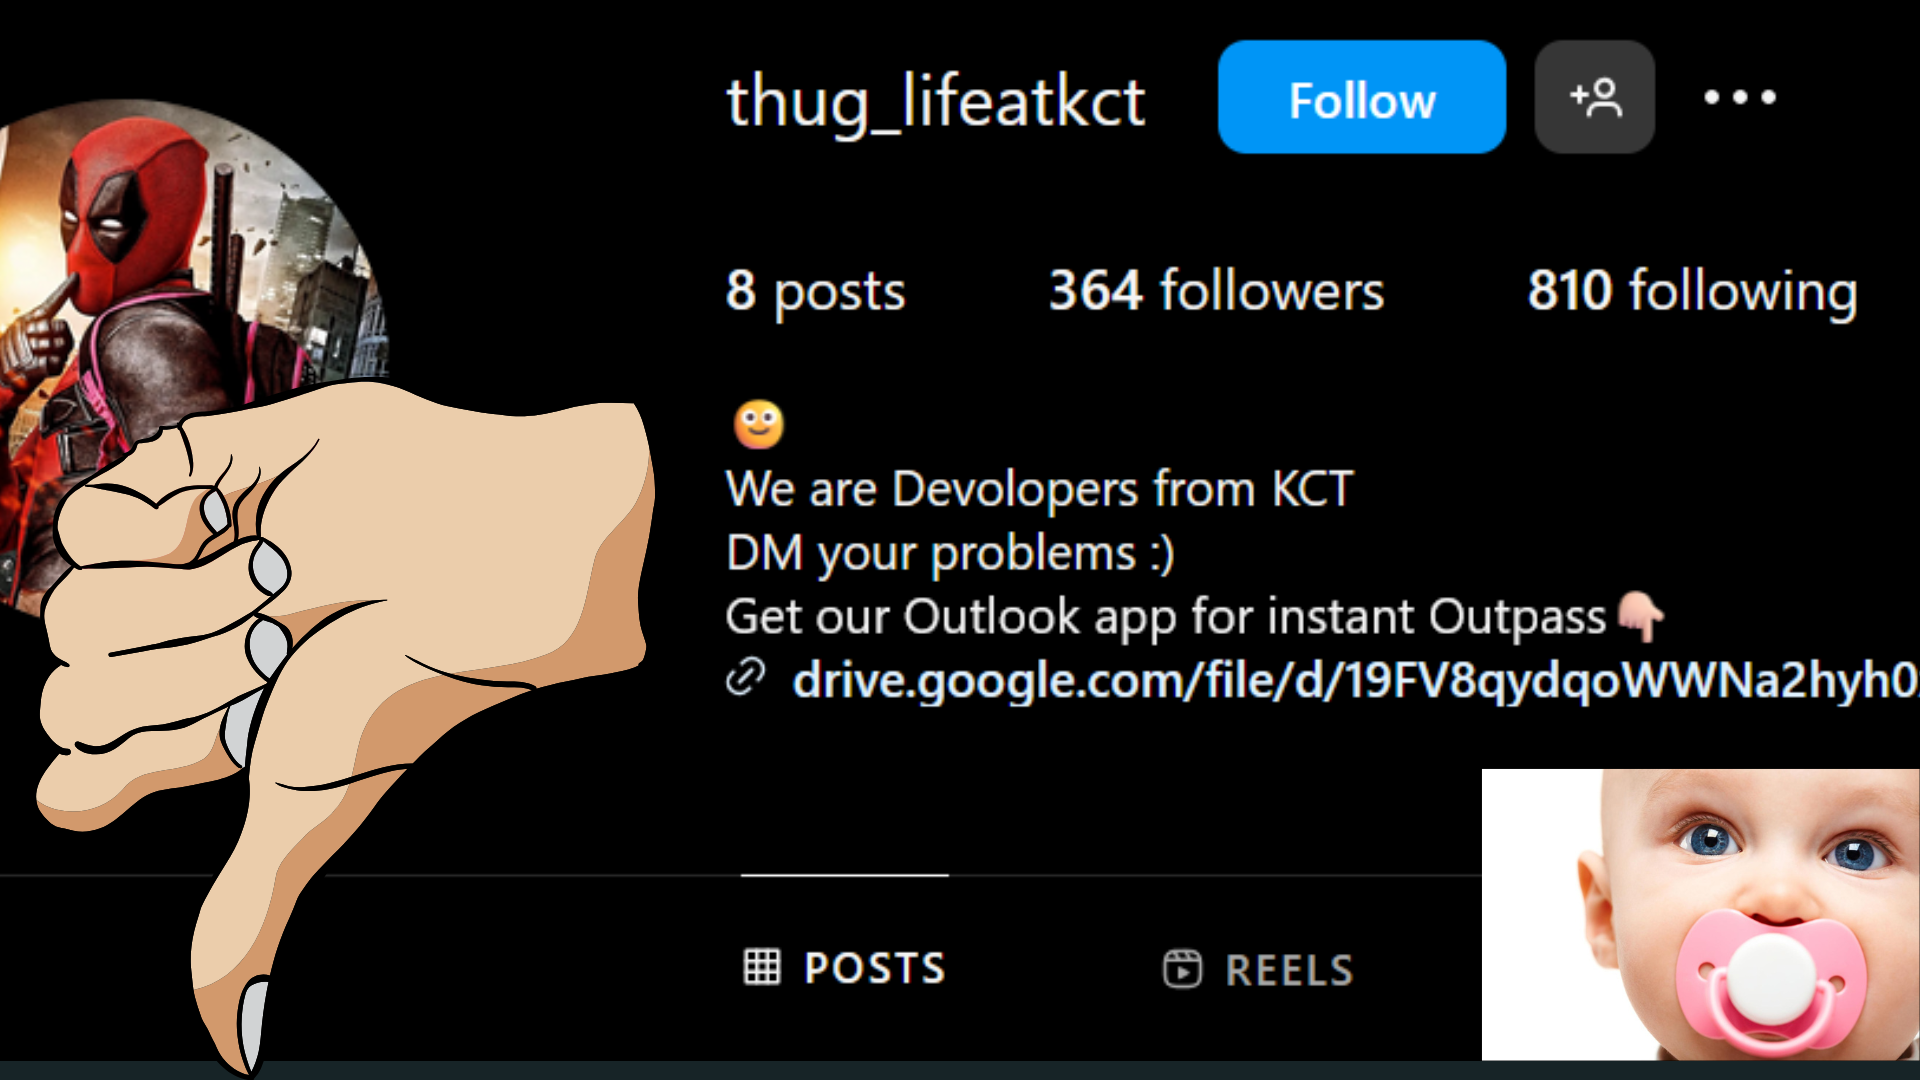 thug_lifeatkct Follow
8 posts 364 followers 810 following
We are Devolopers from KCT
DM your problems :)
Get our Outlook app for instant Outpass
drive.google.com/file/d/19FV8qydqoWWNa2hyh0
POSTS REELS